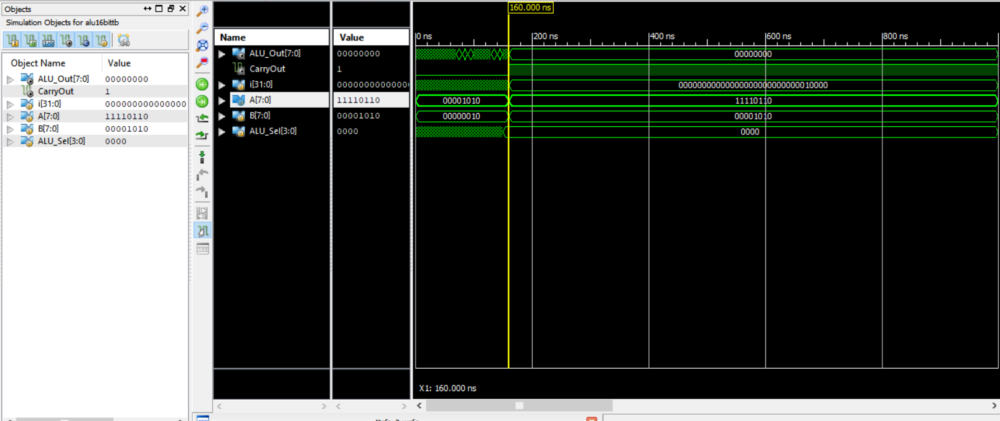 Objects
Simulation Objects for alu16bittb
Object Name Value
ALU_Out[7:0] 00000000
CarryOut 1
i[31:0] 000000000000000
A[7:0] 11110110
B[7:0] 00001010
ALU_Sel[3:0] 0000
Name Value
ALU_Out[7:0] 00000000
CarryOut 1
i[31:0] 00000000000000
A[7:0] 11110110
B[7:0] 00001010
ALU_Sel[3:0] 0000
160.000 ns
0 ns 200 ns 400 ns 600 ns 800 ns
00000000
00000000000000000000000000010000
00001010 11110110
00000010 00001010
0000
X1: 160.000 ns